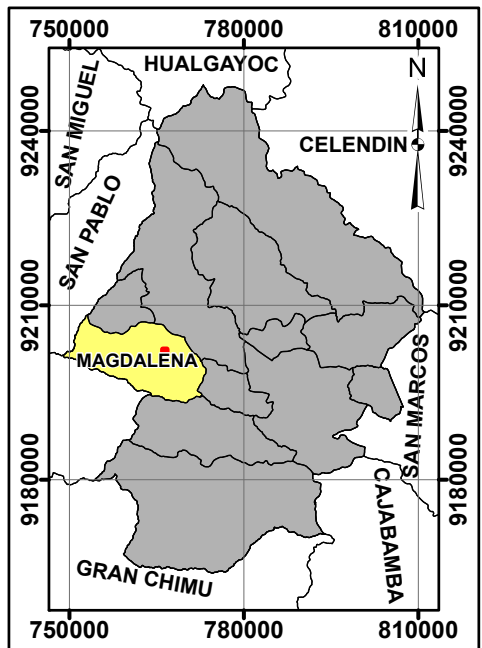 750000 780000 810000
HUALGAYOC
N
SAN MIGUEL
9240000
9240000
CELENDIN
SAN PABLO
9210000
9210000
MAGDALENA
SAN MARCOS
9180000
9180000
CAJABAMBA
GRAN CHIMU
750000 780000 810000